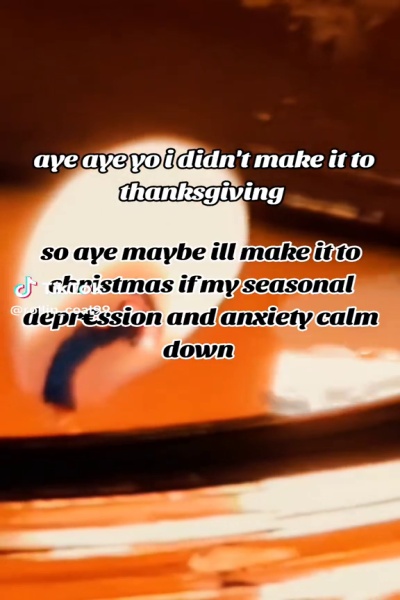 aye aye yo i didn't make it to
thanksgiving
so aye maybe ill make it to
christmas if my seasonal
depression and anxiety calm
down